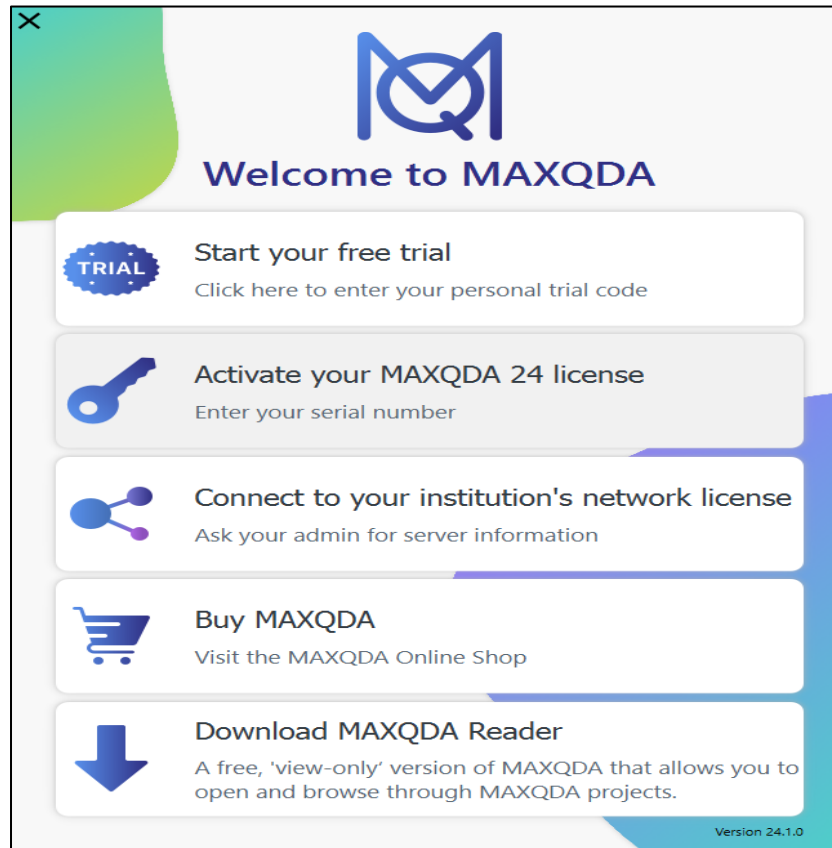 Welcome to MAXQDA
TRIAL
Start your free trial
Click here to enter your personal trial code
Activate your MAXQDA 24 license
Enter your serial number
Connect to your institution's network license
Ask your admin for server information
Buy MAXQDA
Visit the MAXQDA Online Shop
Download MAXQDA Reader
A free, 'view-only’ version of MAXQDA that allows you to
open and browse through MAXQDA projects.
Version 24.1.0